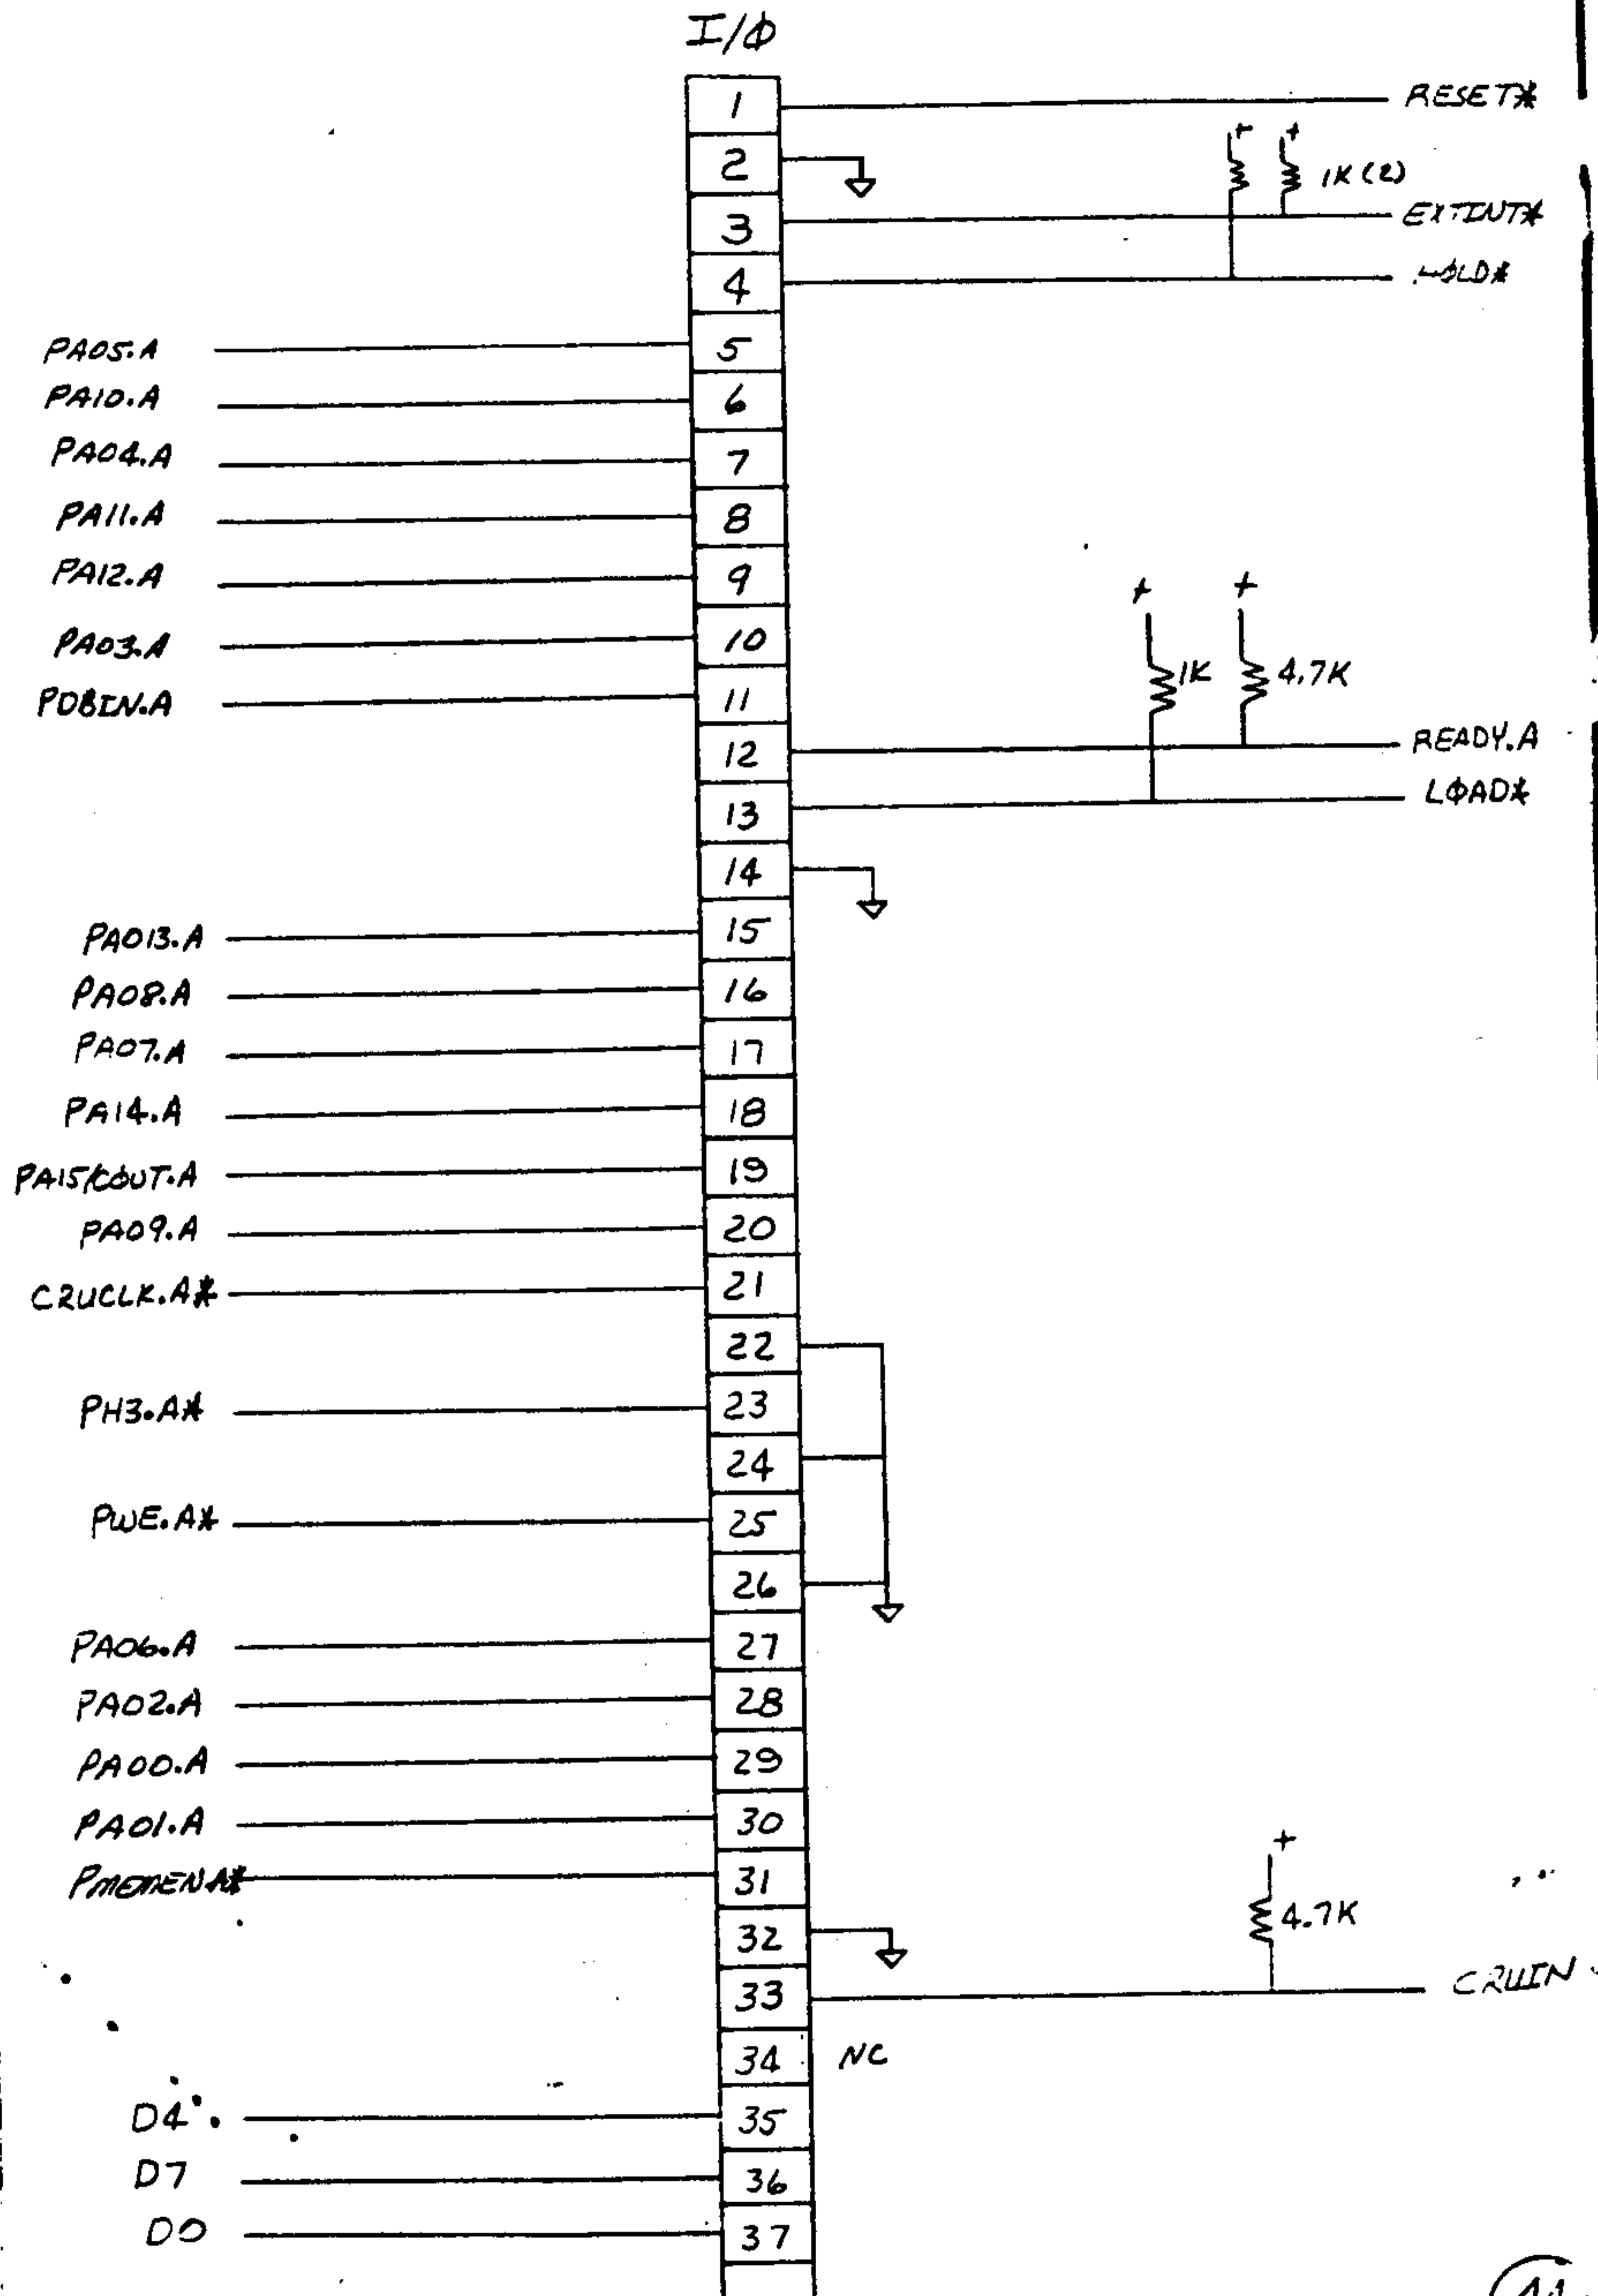 I/Φ
1 RESET*
+ +
2 1K(2)
3 EXTINT*
4
PA05.A 5
PA10.A 6
PA04.A 7
PA11.A 8
PA12.A 9
+ +
PA03.A 10
1K 4.7K
PDBIN.A 11
12 READY.A
13 LΦAD*
14
PA013.A 15
PA08.A 16
PA07.A 17
PA14.A 18
PA15/CΦUT.A 19
PA09.A 20
CRUCLK.A* 21
22
PH3.A* 23
24
PWE.A* 25
26
PA06.A 27
PA02.A 28
PA00.A 29
PA01.A 30
+
PMEMEN.A* 31
32 4.7K
33 CRUIN
34 NC
D4 35
D7 36
D0 37